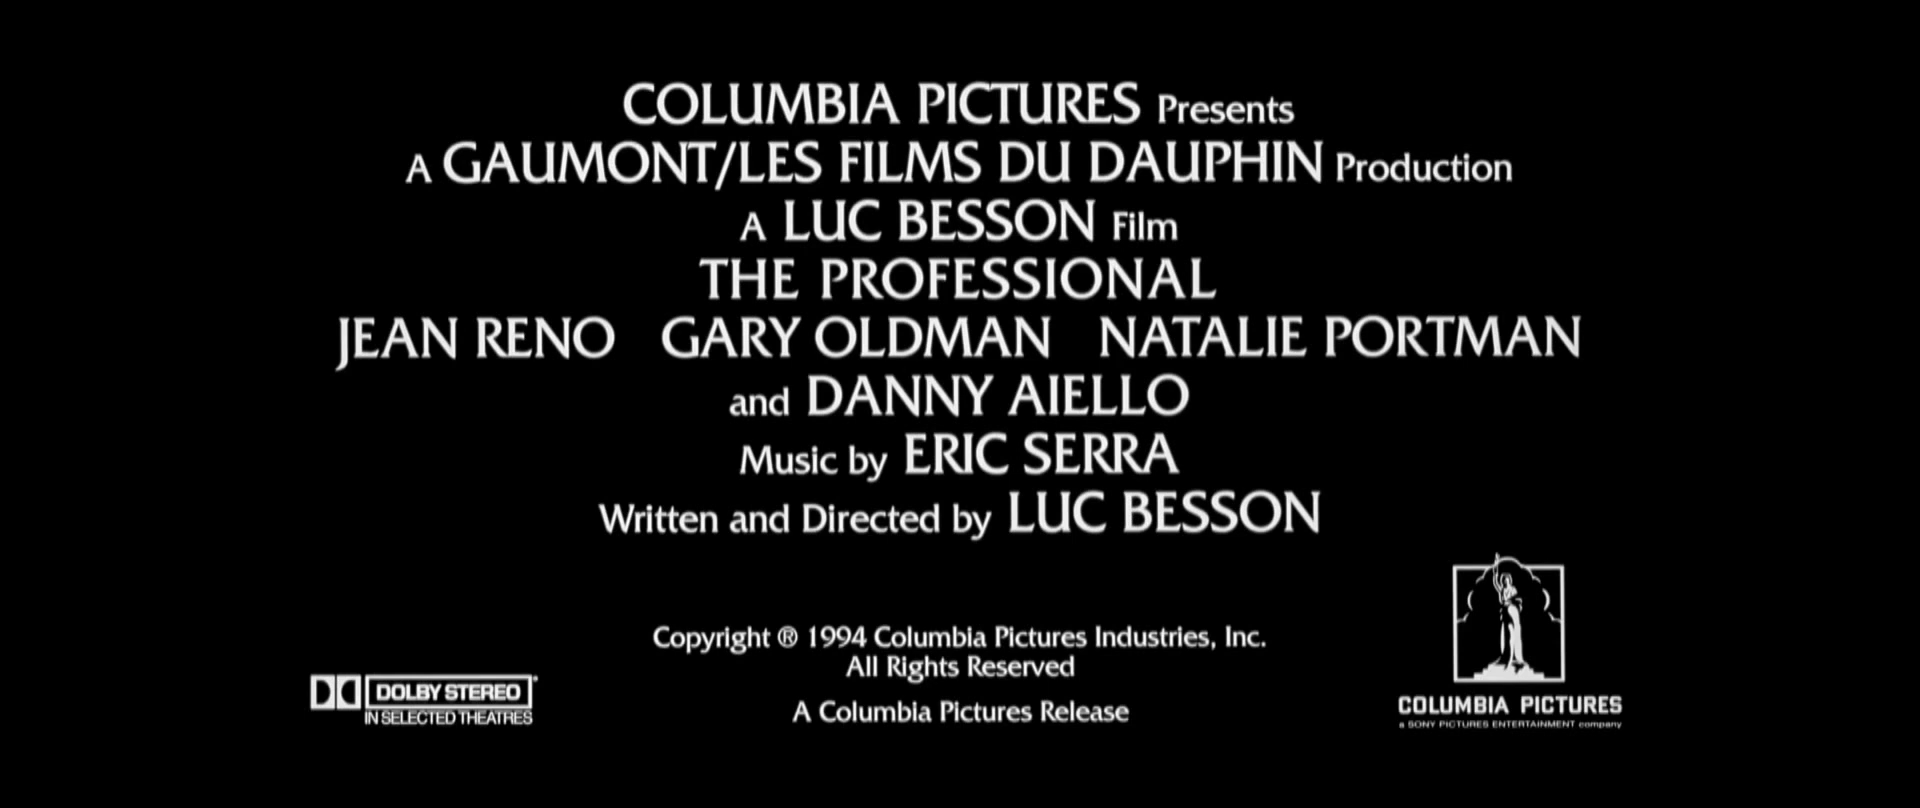 COLUMBIA PICTURES Presents
A GAUMONT/LES FILMS DU DAUPHIN Production
A LUC BESSON Film
THE PROFESSIONAL
JEAN RENO GARY OLDMAN NATALIE PORTMAN
and DANNY AIELLO
Music by ERIC SERRA
Written and Directed by LUC BESSON
Copyright ® 1994 Columbia Pictures Industries, Inc.
All Rights Reserved
A Columbia Pictures Release
DOLBY STEREO
IN SELECTED THEATRES
COLUMBIA PICTURES
a SONY PICTURES ENTERTAINMENT company